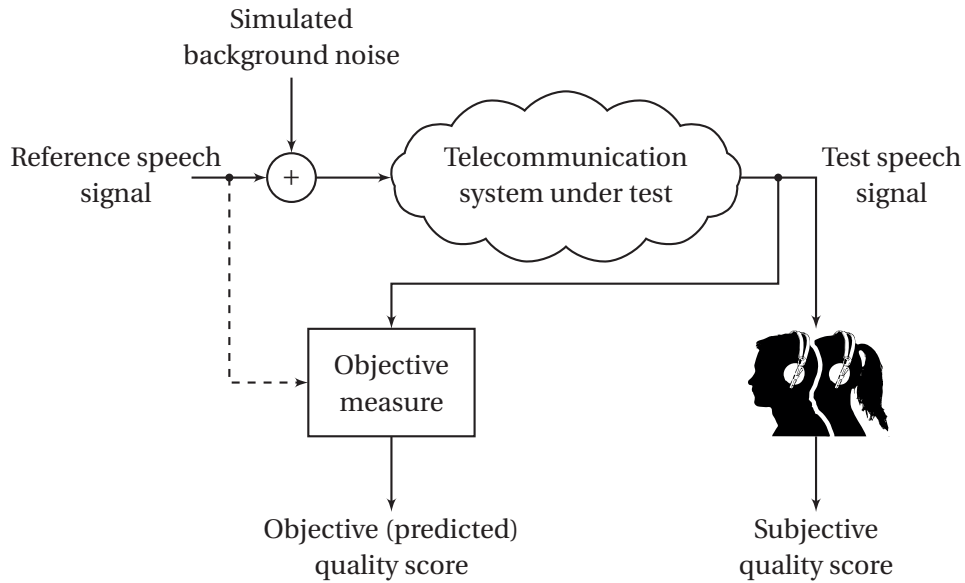 Simulated
background noise
Reference speech
signal
+
Telecommunication
system under test
Test speech
signal
Objective
measure
Objective (predicted)
quality score
Subjective
quality score